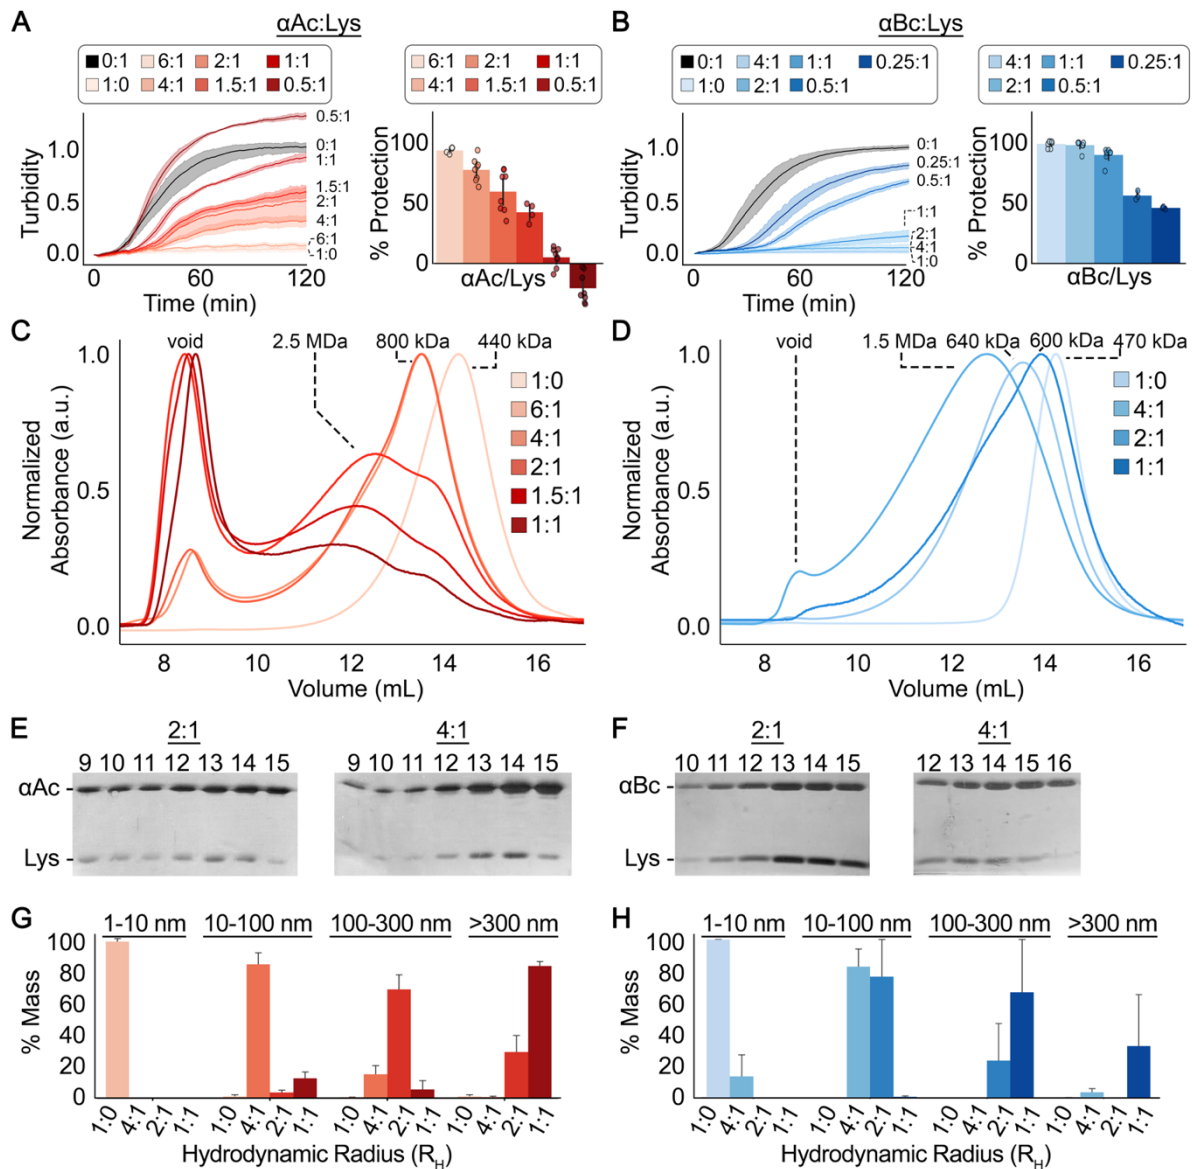 A
αAc:Lys
0:1 6:1 2:1 1:1
1:0 4:1 1.5:1 0.5:1
6:1 2:1 1:1
4:1 1.5:1 0.5:1
Turbidity
1.0
0.5
0.0
0.5:1
0:1
1:1
1.5:1
2:1
4:1
6:1
1:0
0 60 120
Time (min)
% Protection
100
50
0
αAc/Lys
B
αBc:Lys
0:1 4:1 1:1 0.25:1
1:0 2:1 0.5:1
4:1 1:1 0.25:1
2:1 0.5:1
Turbidity
1.0
0.5
0.0
0:1
0.25:1
0.5:1
1:1
2:1
4:1
1:0
0 60 120
Time (min)
% Protection
100
50
0
αBc/Lys
C
void 2.5 MDa 800 kDa 440 kDa
Normalized
Absorbance (a.u.)
1.0
0.5
0.0
1:0
6:1
4:1
2:1
1.5:1
1:1
8 10 12 14 16
Volume (mL)
D
void 1.5 MDa 640 kDa 600 kDa 470 kDa
Normalized
Absorbance (a.u.)
1.0
0.5
0.0
1:0
4:1
2:1
1:1
8 10 12 14 16
Volume (mL)
E
2:1 4:1
9 10 11 12 13 14 15 9 10 11 12 13 14 15
αAc -
Lys -
F
2:1 4:1
10 11 12 13 14 15 12 13 14 15 16
αBc -
Lys -
G
1-10 nm 10-100 nm 100-300 nm >300 nm
% Mass
100
80
60
40
20
0
1:0 4:1 2:1 1:1 1:0 4:1 2:1 1:1 1:0 4:1 2:1 1:1 1:0 4:1 2:1 1:1
Hydrodynamic Radius (RH)
H
1-10 nm 10-100 nm 100-300 nm >300 nm
% Mass
100
80
60
40
20
0
1:0 4:1 2:1 1:1 1:0 4:1 2:1 1:1 1:0 4:1 2:1 1:1 1:0 4:1 2:1 1:1
Hydrodynamic Radius (RH)